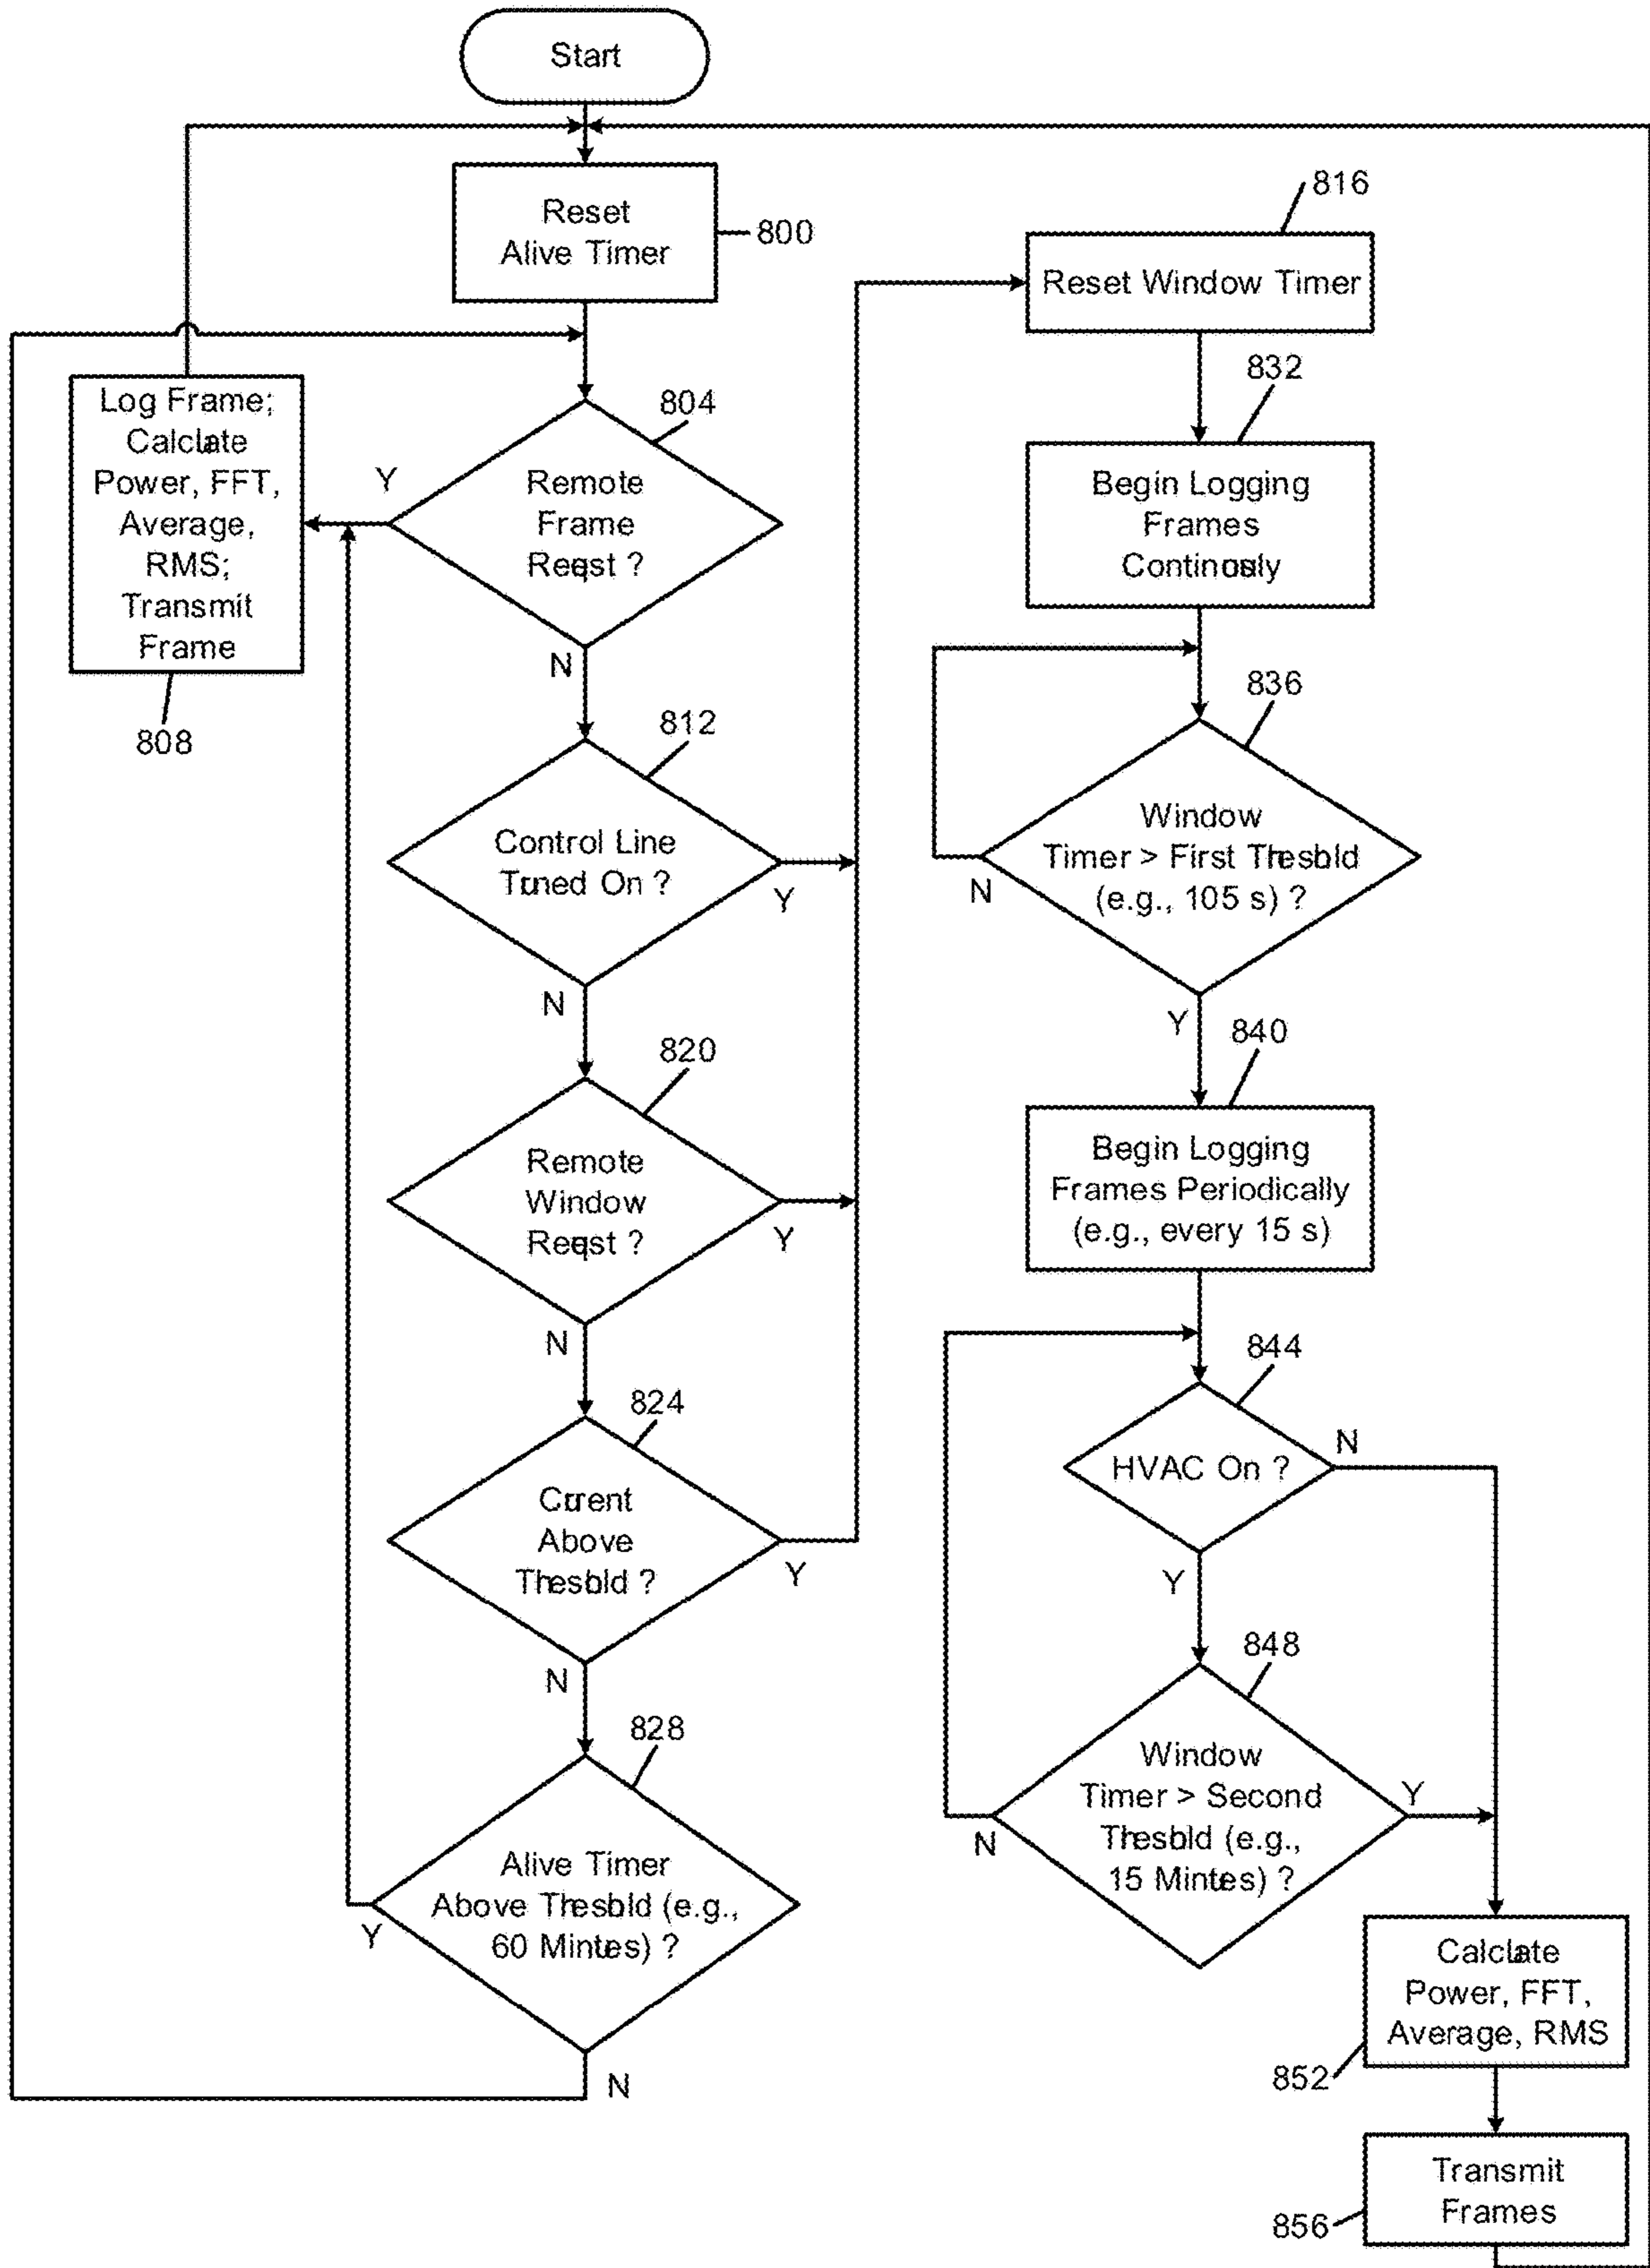 Start
Reset
Alive Timer
800
816
Reset Window Timer
832
Log Frame;
Calclate
Power, FFT,
Average,
RMS;
Transmit
Frame
808
804
Y
Remote
Frame
Reqst ?
N
Begin Logging
Frames
Continosly
836
812
Control Line
Tuned On ?
Y
N
Window
Timer > First Thesbld
(e.g., 105 s) ?
N
Y
820
Remote
Window
Reqst ?
Y
N
840
Begin Logging
Frames Periodically
(e.g., every 15 s)
824
Curent
Above
Thesbld ?
Y
N
844
HVAC On ?
N
Y
828
Alive Timer
Above Thesbld (e.g.,
60 Mintes) ?
Y
N
848
Window
Timer > Second
Thesbld (e.g.,
15 Mintes) ?
N
Y
Calclate
Power, FFT,
Average, RMS
852
Transmit
Frames
856